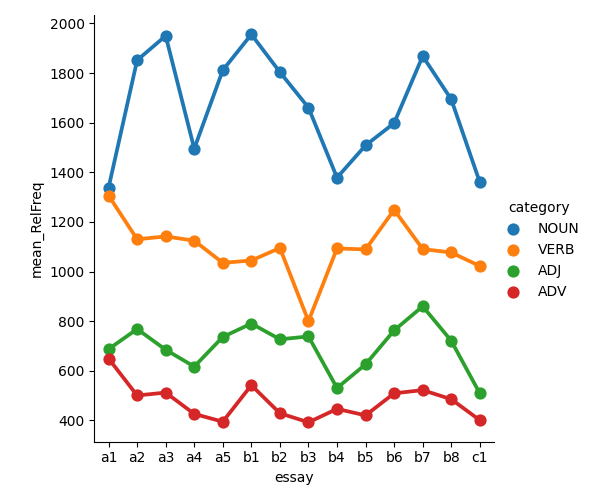 2000
1800
1600
1400
1200
1000
800
600
400
mean_RelFreq
a1 a2 a3 a4 a5 b1 b2 b3 b4 b5 b6 b7 b8 c1
essay
category
NOUN
VERB
ADJ
ADV